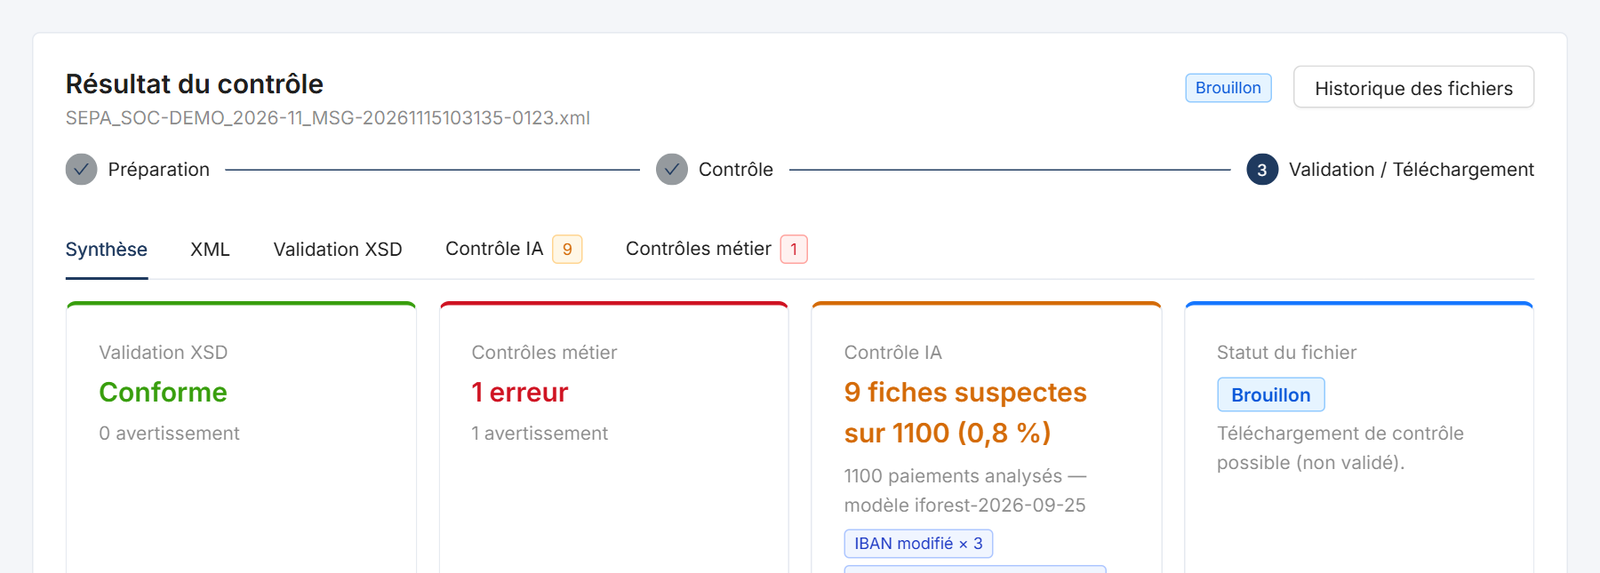 Résultat du contrôle
SEPA_SOC-DEMO_2026-11_MSG-20261115103135-0123.xml
Brouillon
Historique des fichiers
Préparation
Contrôle
3 Validation / Téléchargement
Synthèse
XML
Validation XSD
Contrôle IA 9
Contrôles métier 1
Validation XSD
Conforme
0 avertissement
Contrôles métier
1 erreur
1 avertissement
Contrôle IA
9 fiches suspectes
sur 1100 (0,8 %)
1100 paiements analysés —
modèle iforest-2026-09-25
IBAN modifié × 3
Statut du fichier
Brouillon
Téléchargement de contrôle
possible (non validé).